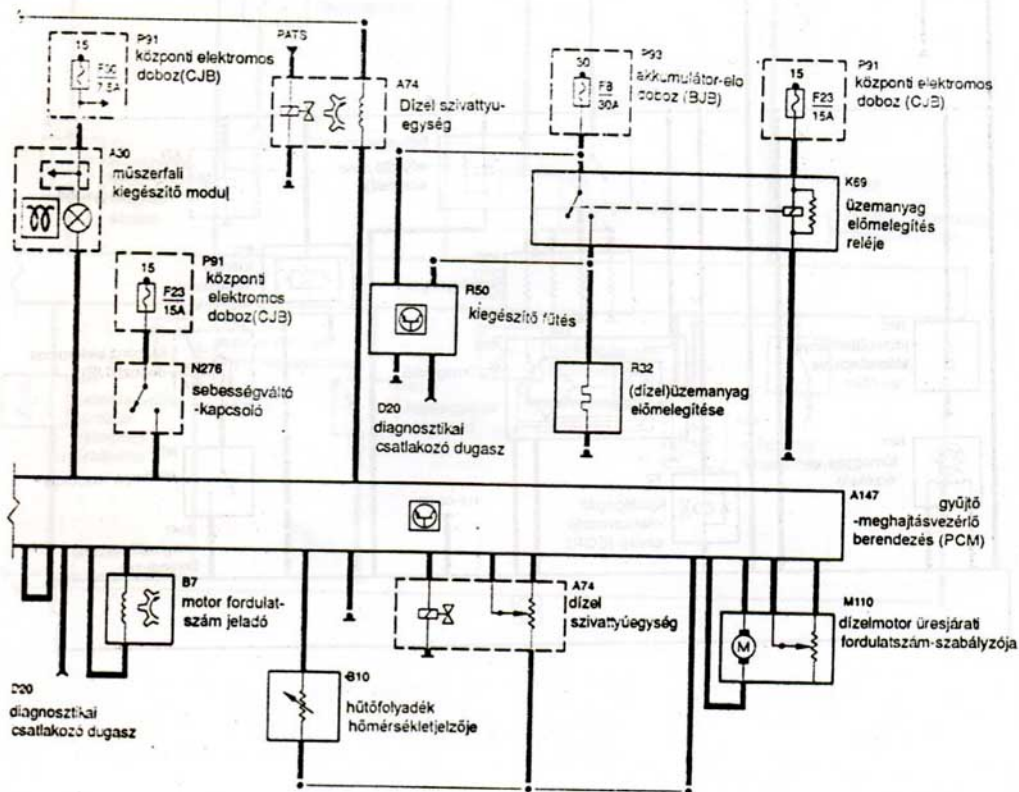 P91
15
központi elektromos
doboz(CJB)
7.5A
PATS
A74
Dízel szivattyu-
egység
P93
akkumulátor-elo
doboz (BJB)
F8
30A
P91
15
központi elektromos
doboz (CJB)
F23
15A
A30
műszerfali
kiegészítő modul
K69
üzemanyag
előmelegítés
reléje
P91
15
központi
elektromos
doboz(CJB)
F23
15A
R50
kiegészítő fűtés
N276
sebességváltó
-kapcsoló
R32
(dízel)üzemanyag
előmelegítése
D20
diagnosztikai
csatlakozó dugasz
A147
gyűjtő
-meghajtásvezérlő
berendezés (PCM)
B7
motor fordulat-
szám jeladó
A74
dízel
szivattyúegység
M110
dízelmotor üresjárati
fordulatszám-szabályzója
M
D20
diagnosztikai
csatlakozó dugasz
B10
hűtőfolyadék
hőmérsékletjelzője